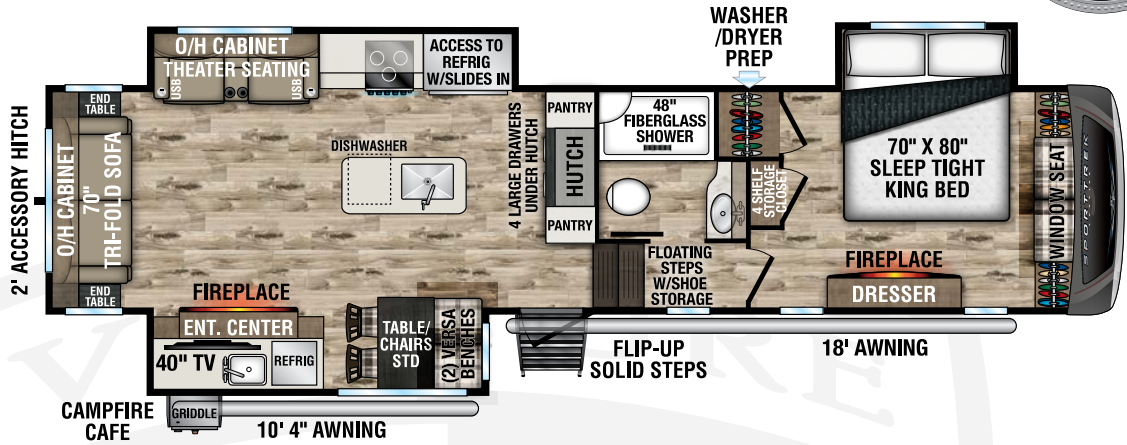 WASHER
/DRYER
PREP
O/H CABINET
THEATER SEATING
USB
USB
ACCESS TO
REFRIG
W/SLIDES IN
2' ACCESSORY HITCH
O/H CABINET
END
TABLE
70"
TRI-FOLD SOFA
END
TABLE
DISHWASHER
4 LARGE DRAWERS
UNDER HUTCH
PANTRY
HUTCH
PANTRY
48"
FIBERGLASS
SHOWER
4 SHELF
STORAGE
CLOSET
70" X 80"
SLEEP TIGHT
KING BED
WINDOW SEAT
SPORTTREK
FLOATING
STEPS
W/SHOE
STORAGE
FIREPLACE
DRESSER
FIREPLACE
ENT. CENTER
40" TV
REFRIG
TABLE/
CHAIRS
STD
(2) VERSA
BENCHES
FLIP-UP
SOLID STEPS
18' AWNING
CAMPFIRE
CAFE
GRIDDLE
10' 4" AWNING